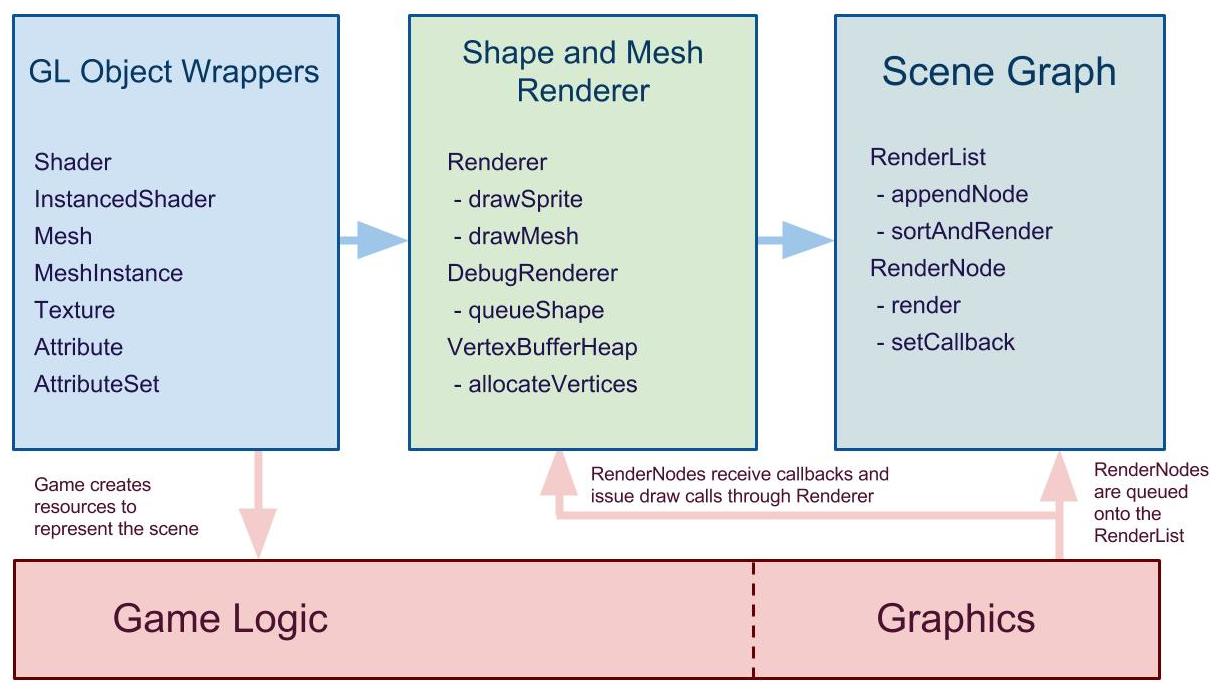 GL Object Wrappers
Shader
InstancedShader
Mesh
MeshInstance
Texture
Attribute
AttributeSet
Shape and Mesh
Renderer
Renderer
- drawSprite
- drawMesh
DebugRenderer
- queueShape
VertexBufferHeap
- allocateVertices
Scene Graph
RenderList
- appendNode
- sortAndRender
RenderNode
- render
- setCallback
Game creates
resources to
represent the scene
RenderNodes receive callbacks and
issue draw calls through Renderer
RenderNodes
are queued
onto the
RenderList
Game Logic
Graphics